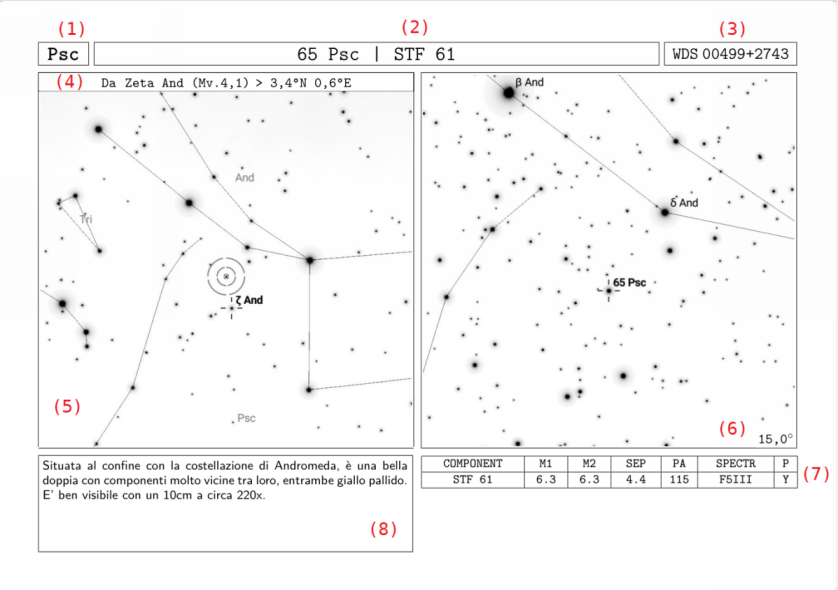 (1)
(2)
(3)
Psc
65 Psc | STF 61
WDS 00499+2743
(4) Da Zeta And (Mv.4,1) > 3,4°N 0,6°E
And
Tri
ζ And
Psc
(5)
β And
δ And
65 Psc
(6)
15,0°
Situata al confine con la costellazione di Andromeda, è una bella
doppia con componenti molto vicine tra loro, entrambe giallo pallido.
E' ben visibile con un 10cm a circa 220x.
(8)
COMPONENT M1 M2 SEP PA SPECTR P
STF 61 6.3 6.3 4.4 115 F5III Y
(7)